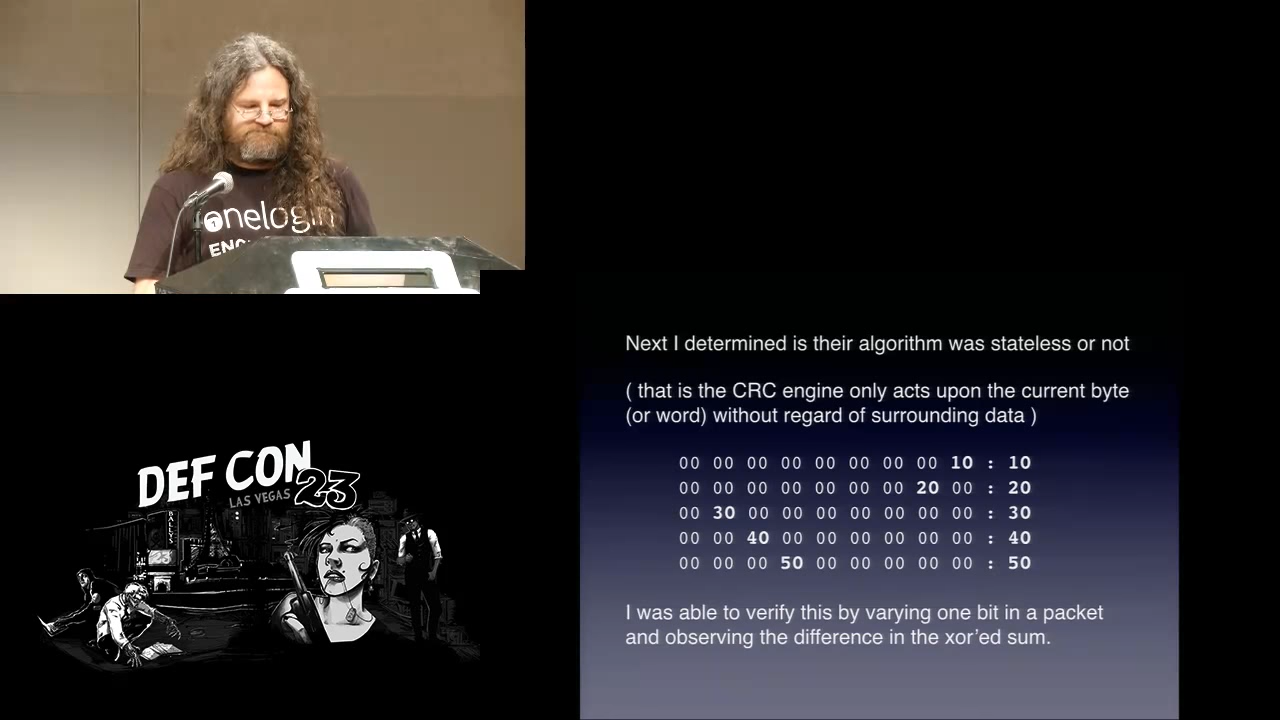 onelogin
Next I determined is their algorithm was stateless or not
( that is the CRC engine only acts upon the current byte
(or word) without regard of surrounding data )
00 00 00 00 00 00 00 00 10 : 10
00 00 00 00 00 00 00 20 00 : 20
00 30 00 00 00 00 00 00 00 : 30
00 00 40 00 00 00 00 00 00 : 40
00 00 00 50 00 00 00 00 00 : 50
I was able to verify this by varying one bit in a packet
and observing the difference in the xor'ed sum.
DEF CON
LAS VEGAS 23
BALLY'S